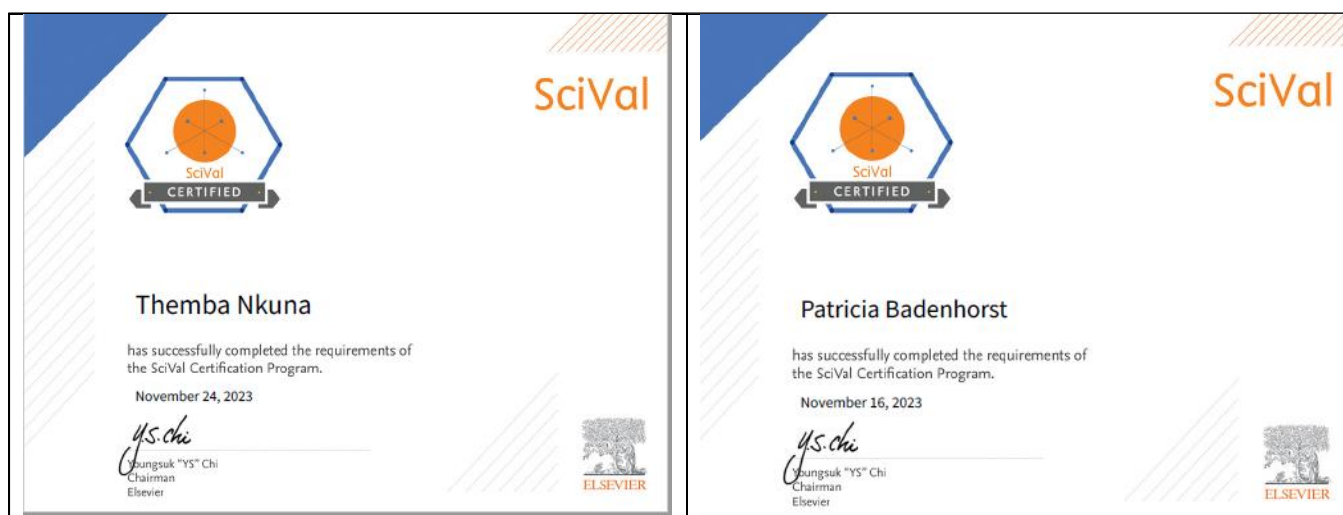 SciVal
SciVal
CERTIFIED
Themba Nkuna
has successfully completed the requirements of
the SciVal Certification Program.
November 24, 2023
y.s.chi
Youngsuk "YS" Chi
Chairman
Elsevier
ELSEVIER
SciVal
SciVal
CERTIFIED
Patricia Badenhorst
has successfully completed the requirements of
the SciVal Certification Program.
November 16, 2023
y.s.chi
Youngsuk "YS" Chi
Chairman
Elsevier
ELSEVIER